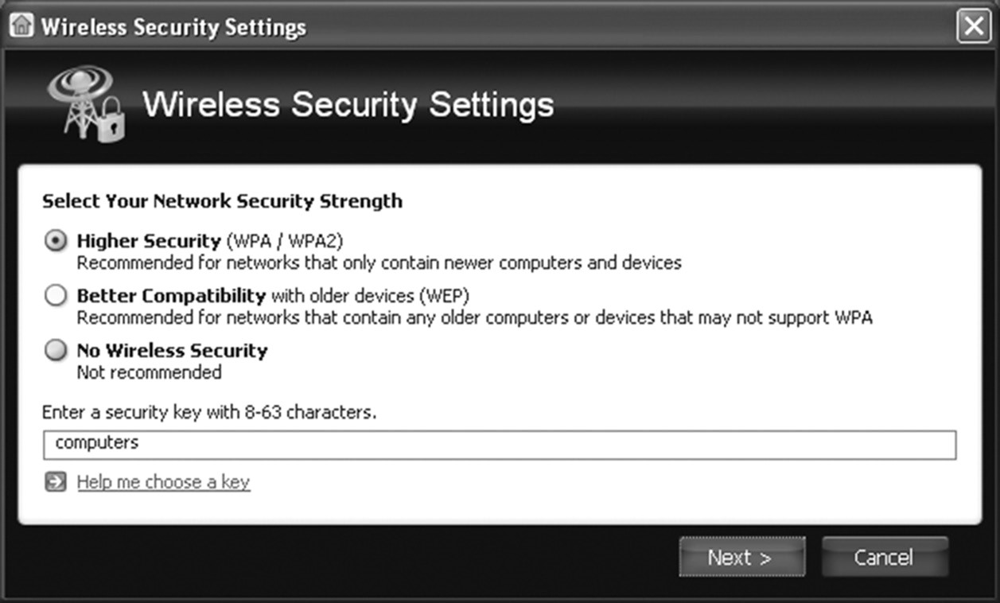 Wireless Security Settings
Wireless Security Settings
Select Your Network Security Strength
Higher Security (WPA / WPA2)
Recommended for networks that only contain newer computers and devices
Better Compatibility with older devices (WEP)
Recommended for networks that contain any older computers or devices that may not support WPA
No Wireless Security
Not recommended
Enter a security key with 8-63 characters.
computers
Help me choose a key
Next >
Cancel